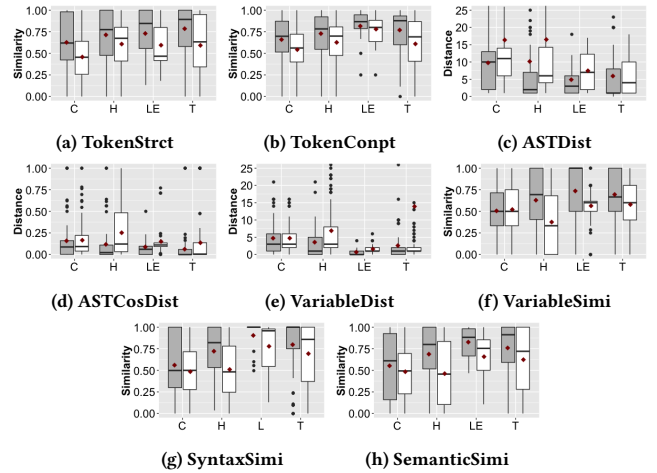 1.00
0.75
0.50
0.25
0.00
Similarity
C H LE T
(a) TokenStrct
1.00
0.75
0.50
0.25
0.00
Similarity
C H LE T
(b) TokenConpt
25
20
15
10
5
0
Distance
C H LE T
(c) ASTDist
1.00
0.75
0.50
0.25
0.00
Distance
C H LE T
(d) ASTCosDist
25
20
15
10
5
0
Distance
C H LE T
(e) VariableDist
1.00
0.75
0.50
0.25
0.00
Similarity
C H LE T
(f) VariableSimi
1.00
0.75
0.50
0.25
0.00
Similarity
C H L T
(g) SyntaxSimi
1.00
0.75
0.50
0.25
0.00
Similarity
C H LE T
(h) SemanticSimi